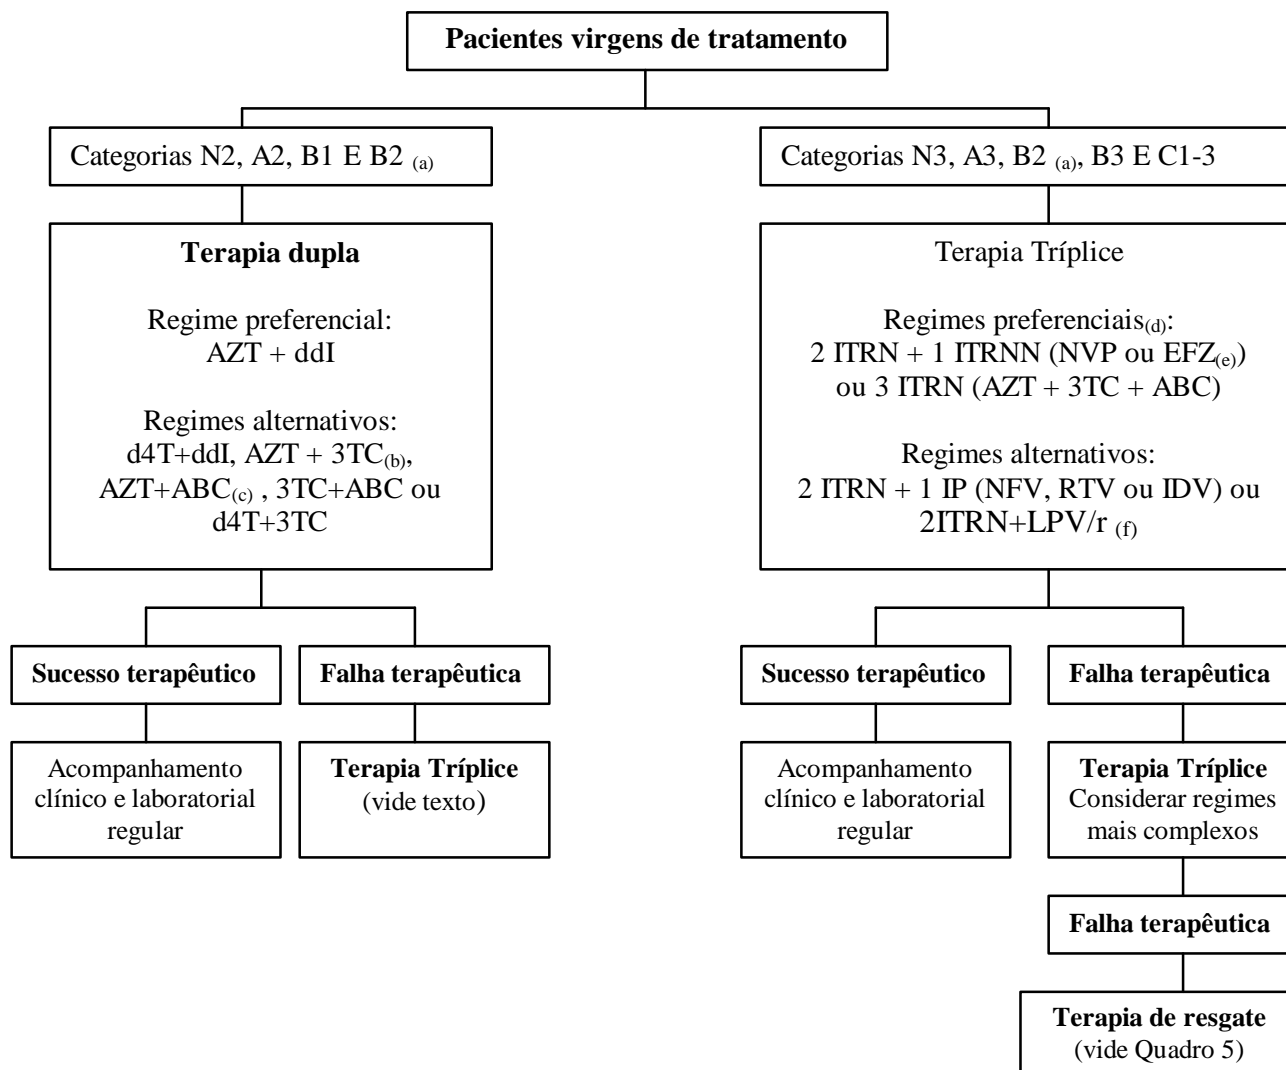 Pacientes virgens de tratamento
Categorias N2, A2, B1 E B2 (a)
Terapia dupla
Regime preferencial:
AZT + ddI
Regimes alternativos:
d4T+ddI, AZT + 3TC(b),
AZT+ABC(c) , 3TC+ABC ou
d4T+3TC
Sucesso terapêutico
Acompanhamento
clínico e laboratorial
regular
Falha terapêutica
Terapia Tríplice
(vide texto)
Categorias N3, A3, B2 (a), B3 E C1-3
Terapia Tríplice
Regimes preferenciais(d):
2 ITRN + 1 ITRNN (NVP ou EFZ(e))
ou 3 ITRN (AZT + 3TC + ABC)
Regimes alternativos:
2 ITRN + 1 IP (NFV, RTV ou IDV) ou
2ITRN+LPV/r (f)
Sucesso terapêutico
Acompanhamento
clínico e laboratorial
regular
Falha terapêutica
Terapia Tríplice
Considerar regimes
mais complexos
Falha terapêutica
Terapia de resgate
(vide Quadro 5)